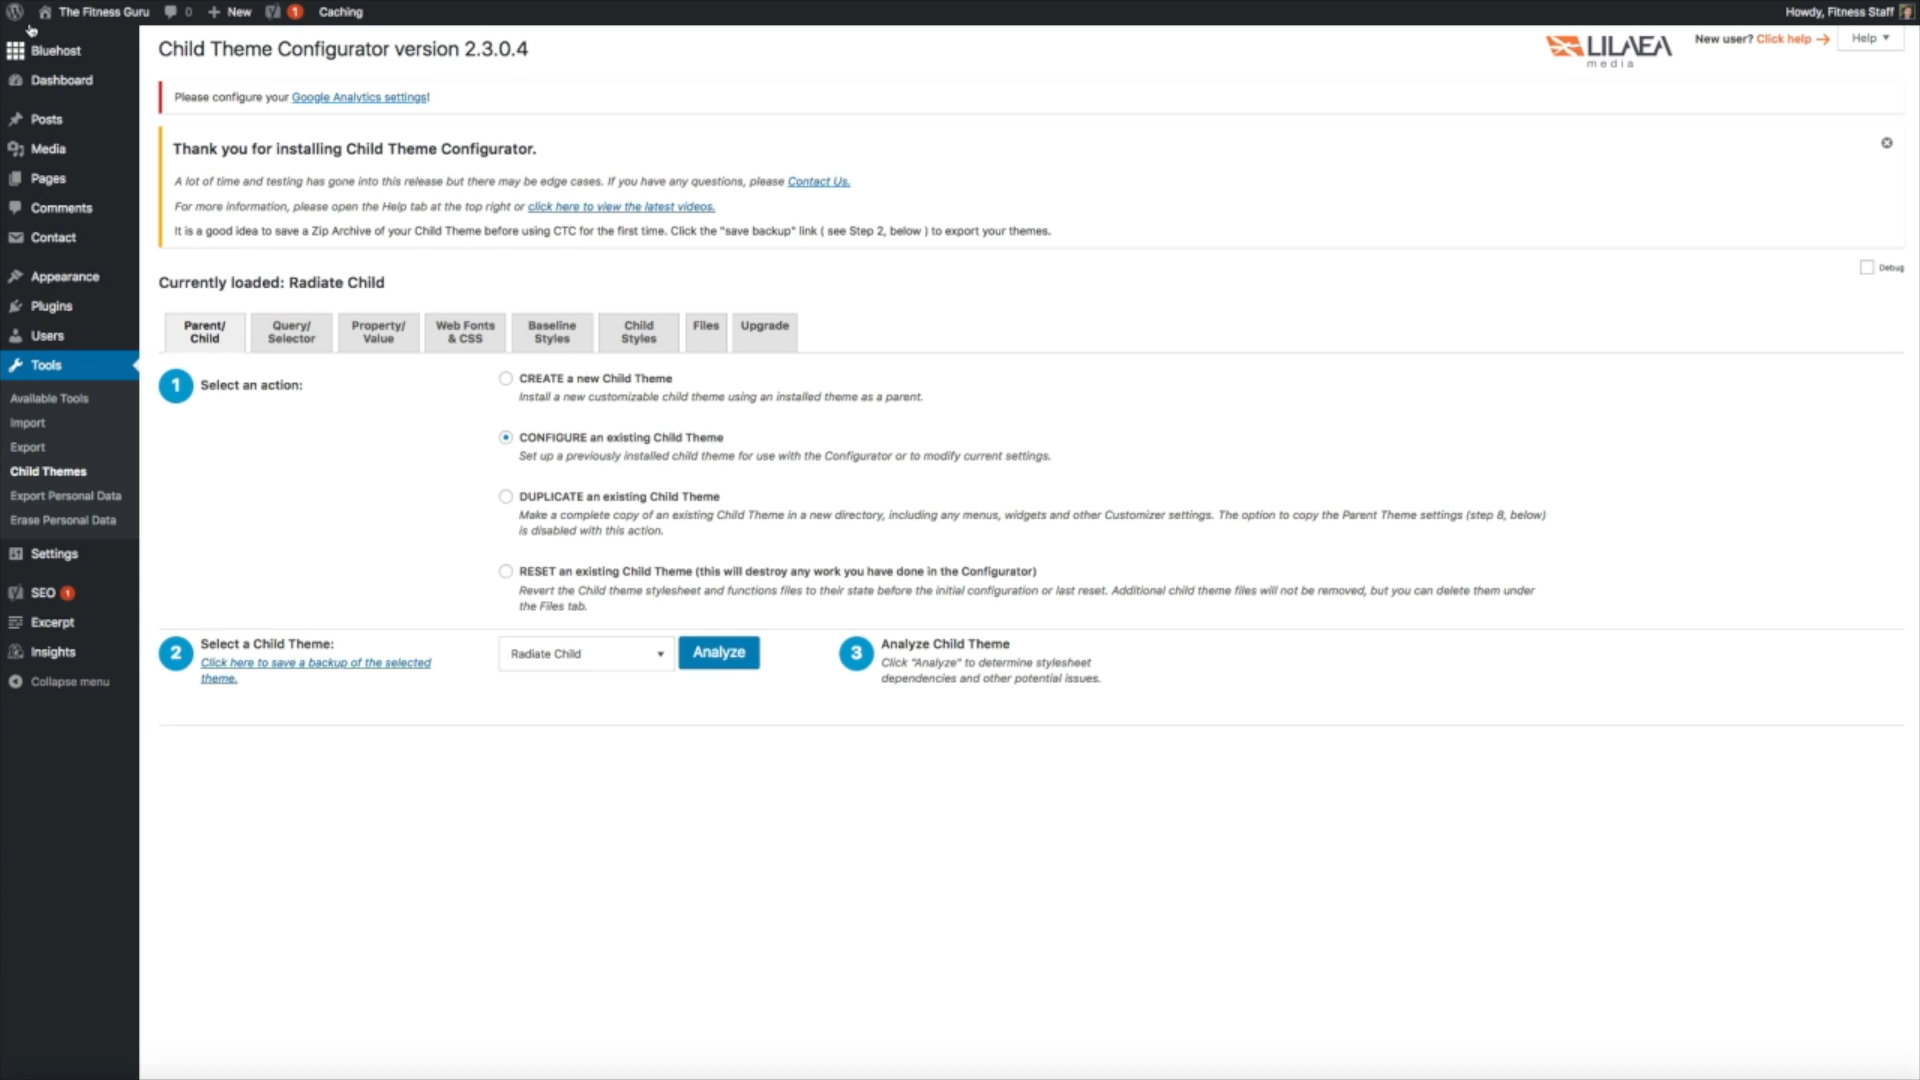 The Fitness Guru 0 New 1 Caching
Howdy, Fitness Staff
Bluehost
Dashboard
Posts
Media
Pages
Comments
Contact
Appearance
Plugins
Users
Tools
Available Tools
Import
Export
Child Themes
Export Personal Data
Erase Personal Data
Settings
SEO 1
Excerpt
Insights
Collapse menu
Child Theme Configurator version 2.3.0.4
LILAEA
media
New user? Click help →
Help
Please configure your Google Analytics settings!
Thank you for installing Child Theme Configurator.
A lot of time and testing has gone into this release but there may be edge cases. If you have any questions, please Contact Us.
For more information, please open the Help tab at the top right or click here to view the latest videos.
It is a good idea to save a Zip Archive of your Child Theme before using CTC for the first time. Click the "save backup" link ( see Step 2, below ) to export your themes.
Debug
Currently loaded: Radiate Child
Parent/
Child
Query/
Selector
Property/
Value
Web Fonts
& CSS
Baseline
Styles
Child
Styles
Files
Upgrade
1 Select an action:
CREATE a new Child Theme
Install a new customizable child theme using an installed theme as a parent.
CONFIGURE an existing Child Theme
Set up a previously installed child theme for use with the Configurator or to modify current settings.
DUPLICATE an existing Child Theme
Make a complete copy of an existing Child Theme in a new directory, including any menus, widgets and other Customizer settings. The option to copy the Parent Theme settings (step 8, below)
is disabled with this action.
RESET an existing Child Theme (this will destroy any work you have done in the Configurator)
Revert the Child theme stylesheet and functions files to their state before the initial configuration or last reset. Additional child theme files will not be removed, but you can delete them under
the Files tab.
2 Select a Child Theme:
Click here to save a backup of the selected
theme.
Radiate Child
Analyze
3 Analyze Child Theme
Click "Analyze" to determine stylesheet
dependencies and other potential issues.